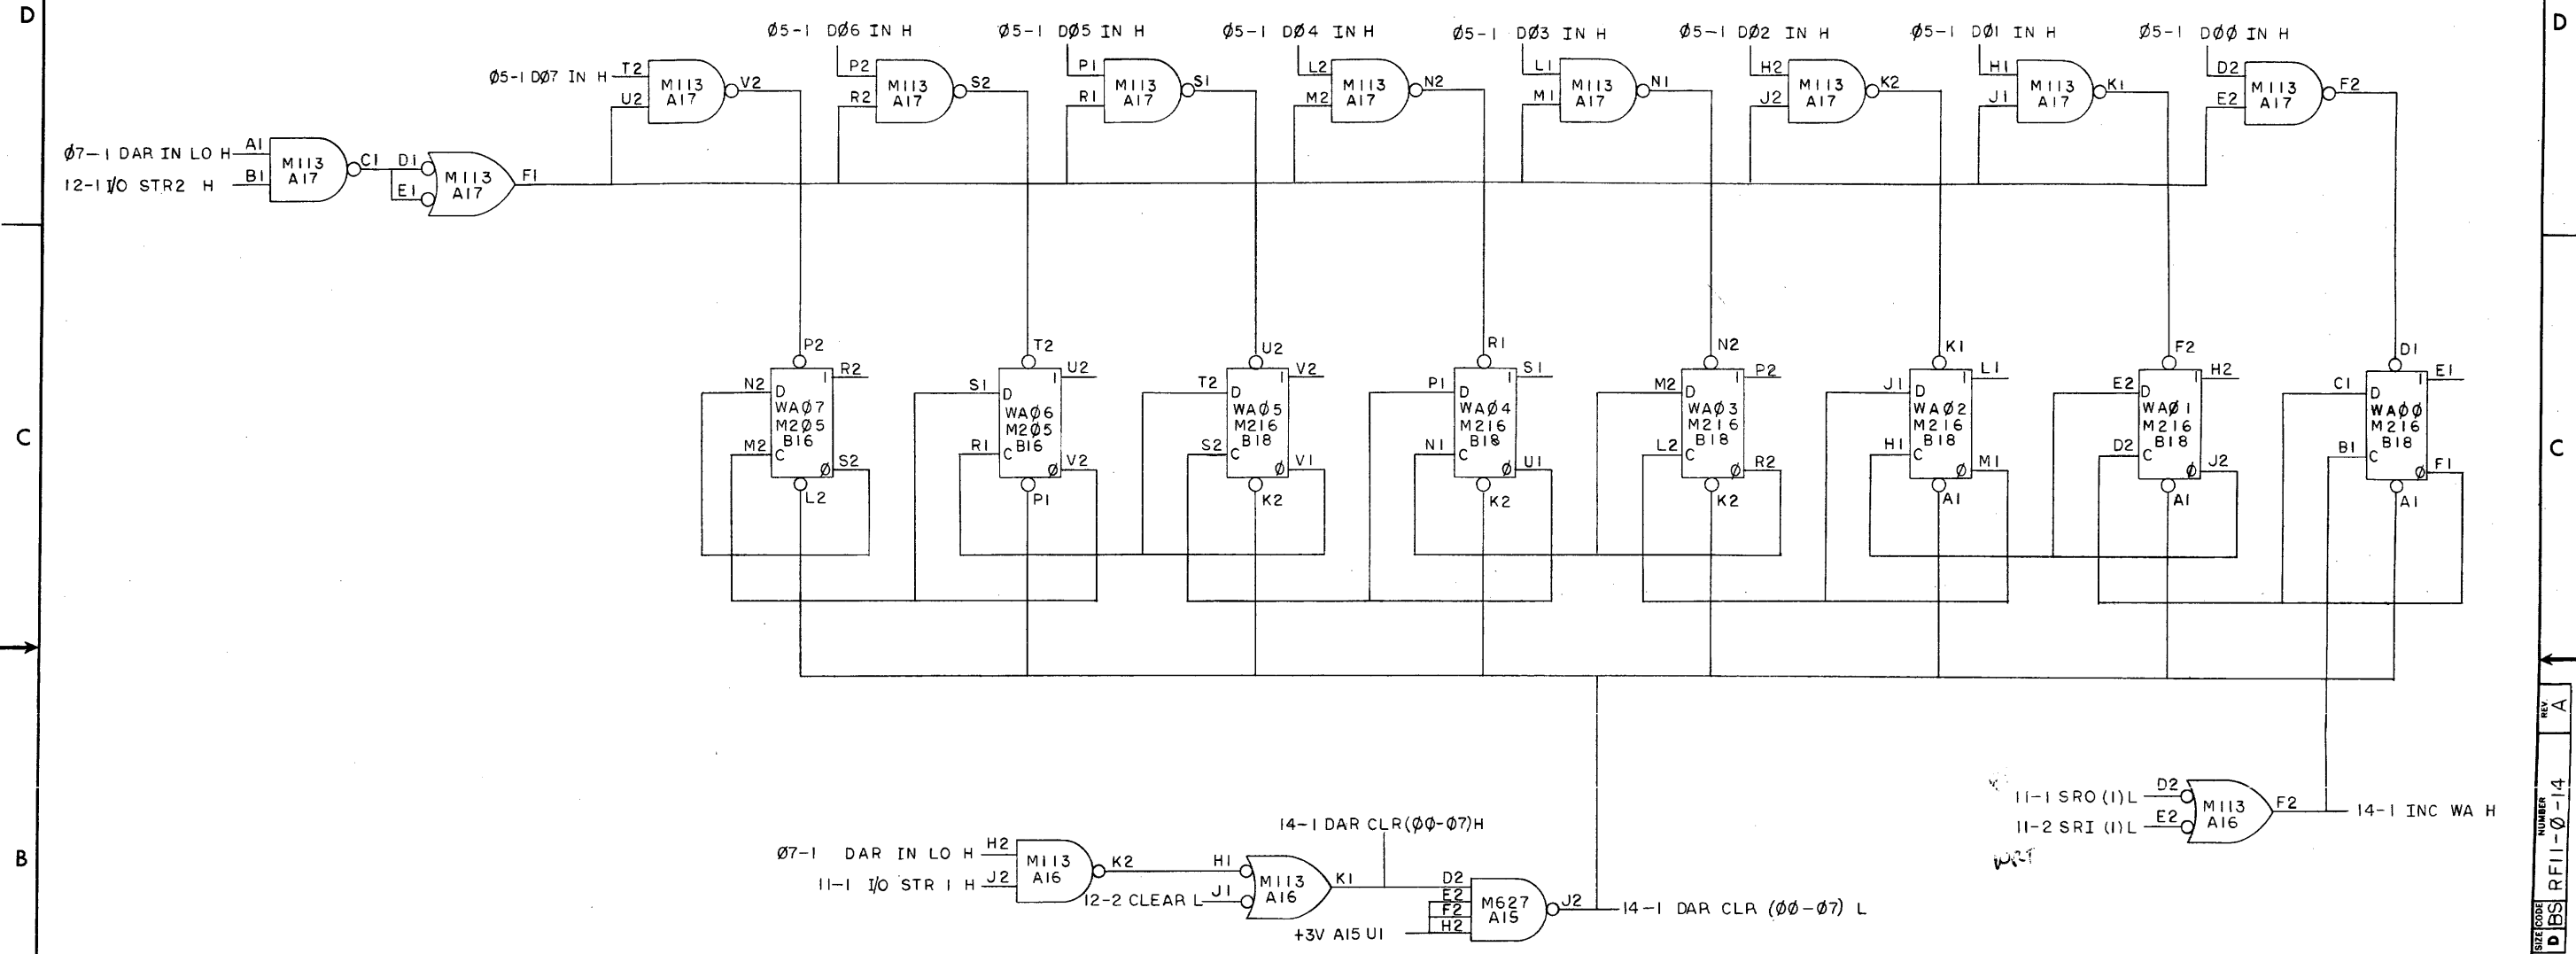 D D
Ø5-1 DØ6 IN H Ø5-1 DØ5 IN H Ø5-1 DØ4 IN H Ø5-1 DØ3 IN H Ø5-1 DØ2 IN H Ø5-1 DØ1 IN H Ø5-1 DØØ IN H
Ø5-1 DØ7 IN H T2 P2 P1 L2 L1 H2 H1 D2
M113 V2 M113 S2 M113 S1 M113 N2 M113 N1 M113 K2 M113 K1 M113 F2
A17 A17 A17 A17 A17 A17 A17 A17
U2 R2 R1 M2 M1 J2 J1 E2
Ø7-1 DAR IN LO H A1 M113 C1 D1 M113 F1
12-1 I/O STR2 H B1 A17 E1 A17
P2 T2 U2 R1 N2 K1 F2 D1
1 R2 1 U2 1 V2 1 S1 1 P2 1 L1 1 H2 1 E1
N2 D S1 D T2 D P1 D M2 D J1 D E2 D C1 D
WAØ7 WAØ6 WAØ5 WAØ4 WAØ3 WAØ2 WAØ1 WAØØ
M2Ø5 M2Ø5 M216 M216 M216 M216 M216 M216
C B16 B16 B18 B18 B18 B18 B18 B18 C
M2 C R1 C S2 C N1 C L2 C H1 C D2 C B1 C
Ø S2 Ø V2 Ø V1 Ø U1 Ø R2 Ø M1 Ø J2 Ø F1
L2 P1 K2 K2 K2 A1 A1 A1
REV.
A
11-1 SRO (1) L D2 M113 F2 14-1 INC WA H
11-2 SRI (1) L E2 A16
WRT
14-1 DAR CLR (ØØ-Ø7) H
B
Ø7-1 DAR IN LO H H2 M113 K2 H1 M113 K1
11-1 I/O STR 1 H J2 A16 A16
12-2 CLEAR L J1
D2 E2 F2 H2 M627 J2 14-1 DAR CLR (ØØ-Ø7) L
A15
+3V A15 U1
SIZE CODE NUMBER
D BS RF11-Ø-14